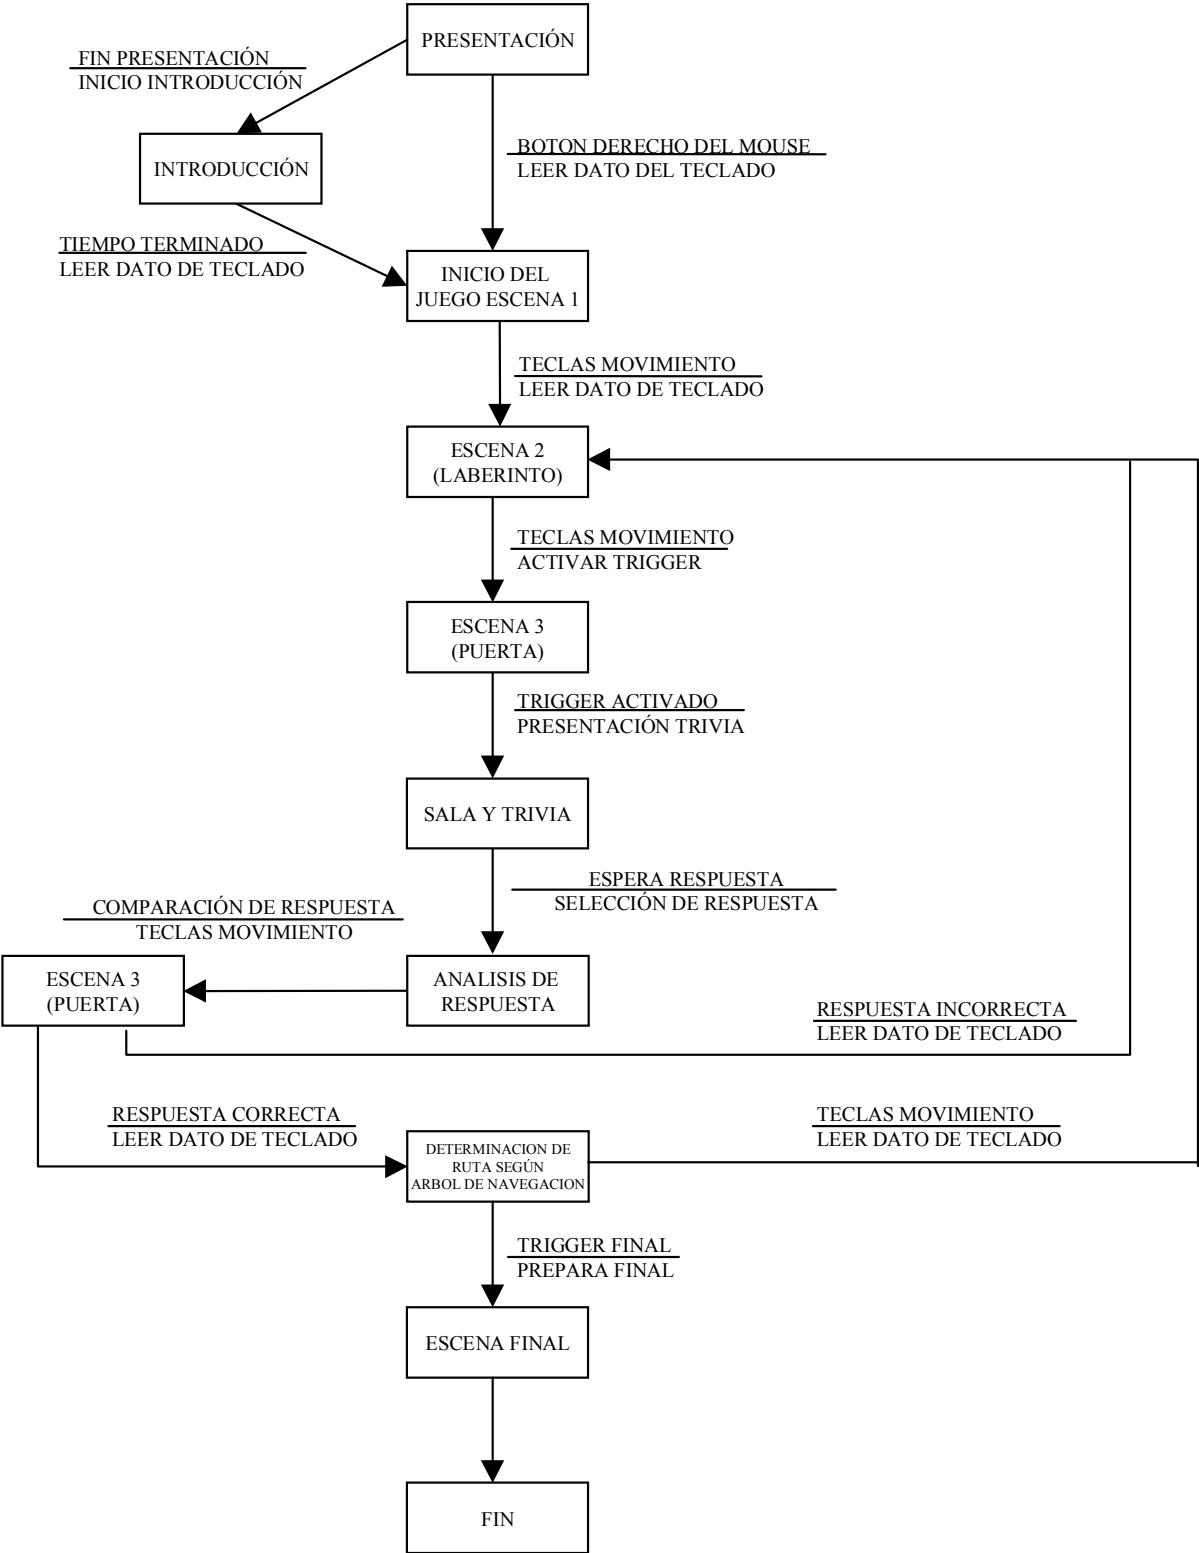 PRESENTACIÓN
FIN PRESENTACIÓN
INICIO INTRODUCCIÓN
BOTON DERECHO DEL MOUSE
LEER DATO DEL TECLADO
INTRODUCCIÓN
TIEMPO TERMINADO
LEER DATO DE TECLADO
INICIO DEL
JUEGO ESCENA 1
TECLAS MOVIMIENTO
LEER DATO DE TECLADO
ESCENA 2
(LABERINTO)
TECLAS MOVIMIENTO
ACTIVAR TRIGGER
ESCENA 3
(PUERTA)
TRIGGER ACTIVADO
PRESENTACIÓN TRIVIA
SALA Y TRIVIA
ESPERA RESPUESTA
SELECCIÓN DE RESPUESTA
COMPARACIÓN DE RESPUESTA
TECLAS MOVIMIENTO
ESCENA 3
(PUERTA)
ANALISIS DE
RESPUESTA
RESPUESTA INCORRECTA
LEER DATO DE TECLADO
RESPUESTA CORRECTA
LEER DATO DE TECLADO
TECLAS MOVIMIENTO
LEER DATO DE TECLADO
DETERMINACION DE
RUTA SEGÚN
ARBOL DE NAVEGACION
TRIGGER FINAL
PREPARA FINAL
ESCENA FINAL
FIN